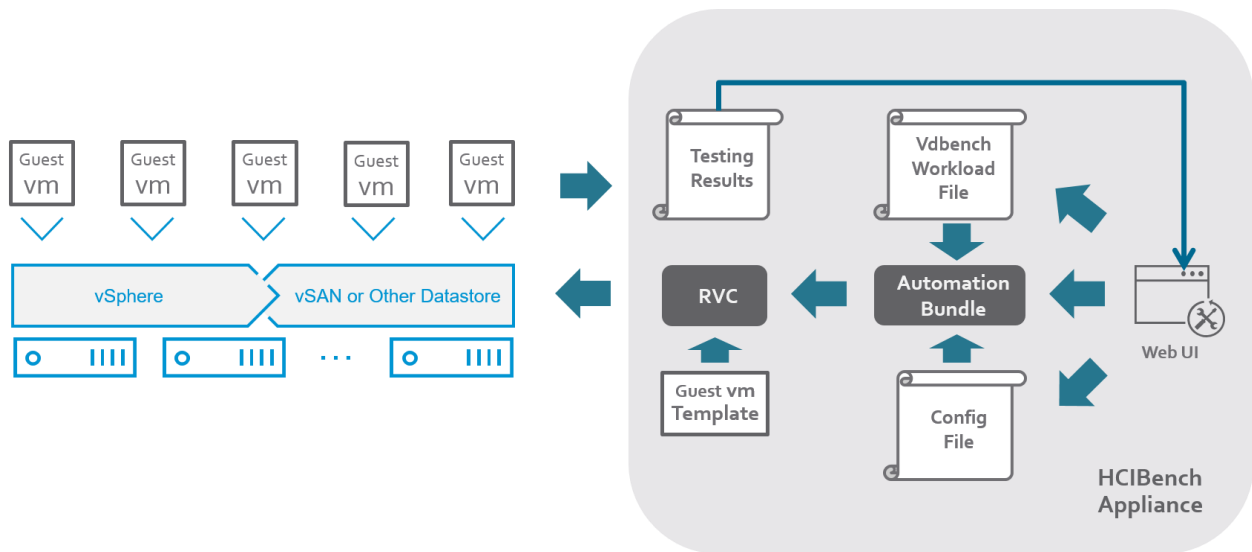 Guest
vm
Guest
vm
Guest
vm
Guest
vm
Guest
vm
vSphere
vSAN or Other Datastore
Testing
Results
Vdbench
Workload
File
RVC
Automation
Bundle
Web UI
Guest vm
Template
Config
File
HCIBench
Appliance